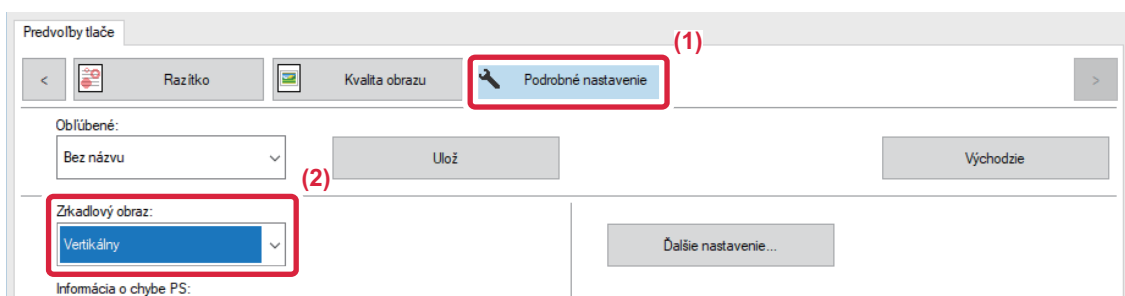 Predvoľby tlače
(1)
<
Razítko
Kvalita obrazu
Podrobné nastavenie
>
Obľúbené:
Bez názvu
Ulož
Východzie
(2)
Zrkadlový obraz:
Vertikálny
Ďalšie nastavenie...
Informácia o chybe PS: